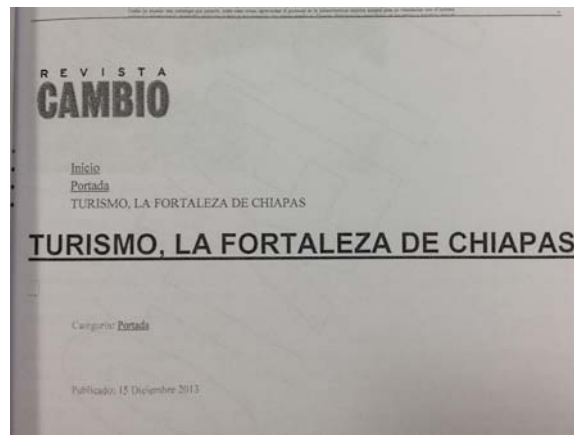 REVISTA
CAMBIO
Inicio
Portada
TURISMO, LA FORTALEZA DE CHIAPAS
TURISMO, LA FORTALEZA DE CHIAPAS
Categoría: Portada
Publicado: 15 Diciembre 2013